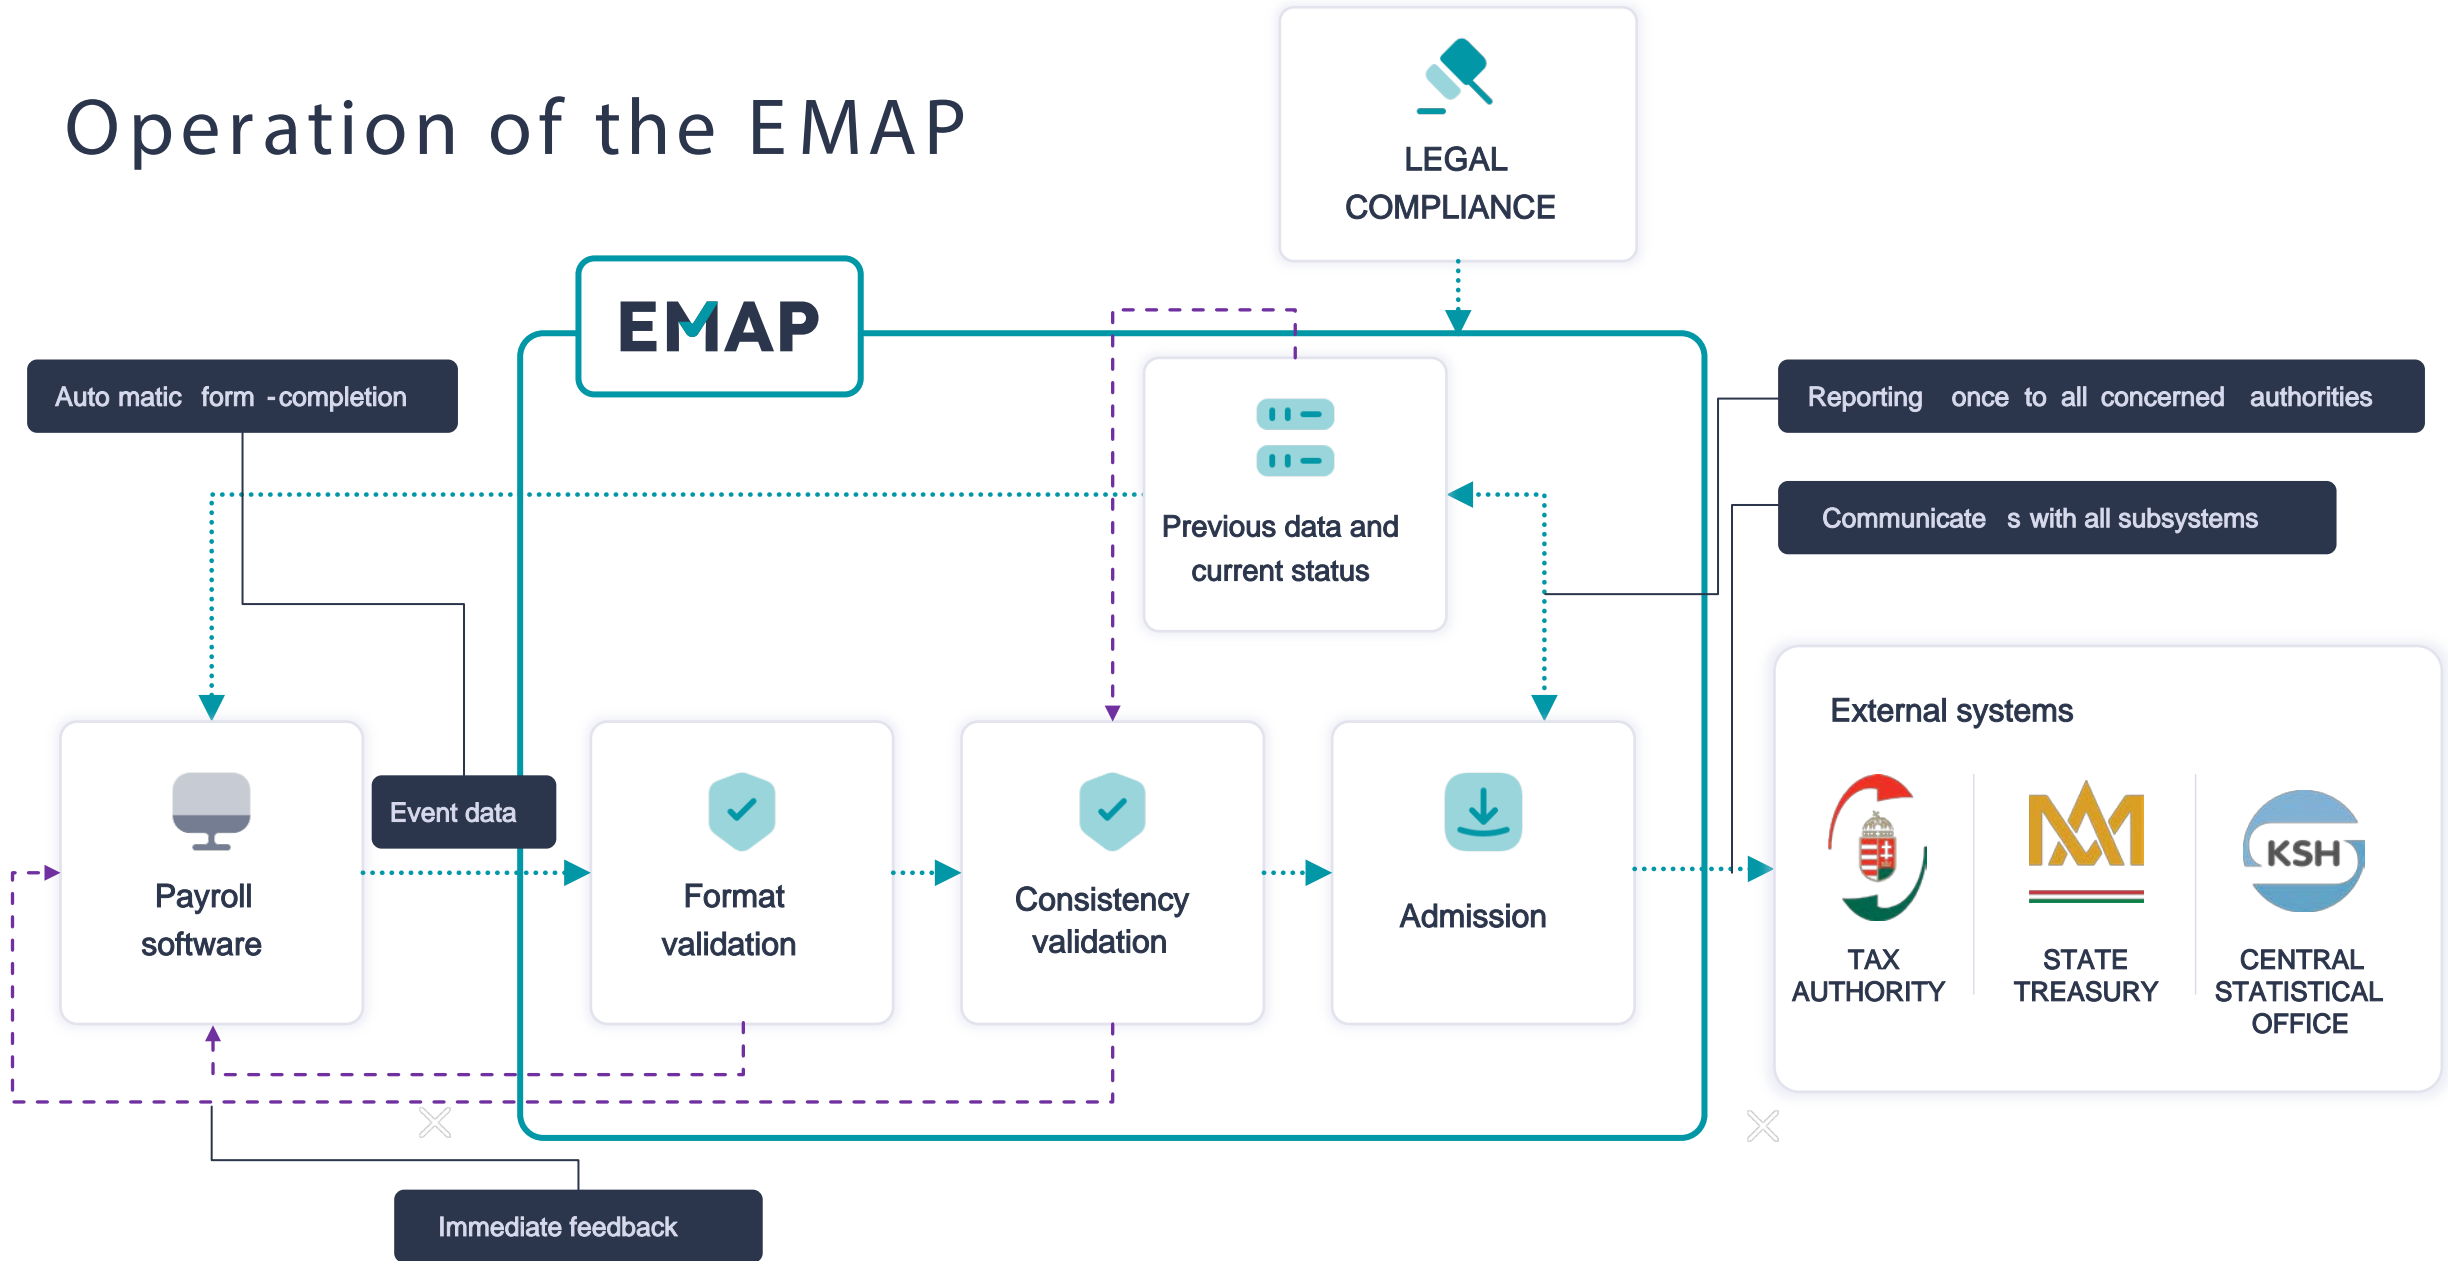 Operation of the EMAP
LEGAL
COMPLIANCE
EMAP
Auto matic form -completion
Reporting once to all concerned authorities
Communicate s with all subsystems
Previous data and
current status
Event data
Payroll
software
Format
validation
Consistency
validation
Admission
External systems
KSH
TAX
AUTHORITY
STATE
TREASURY
CENTRAL
STATISTICAL
OFFICE
Immediate feedback